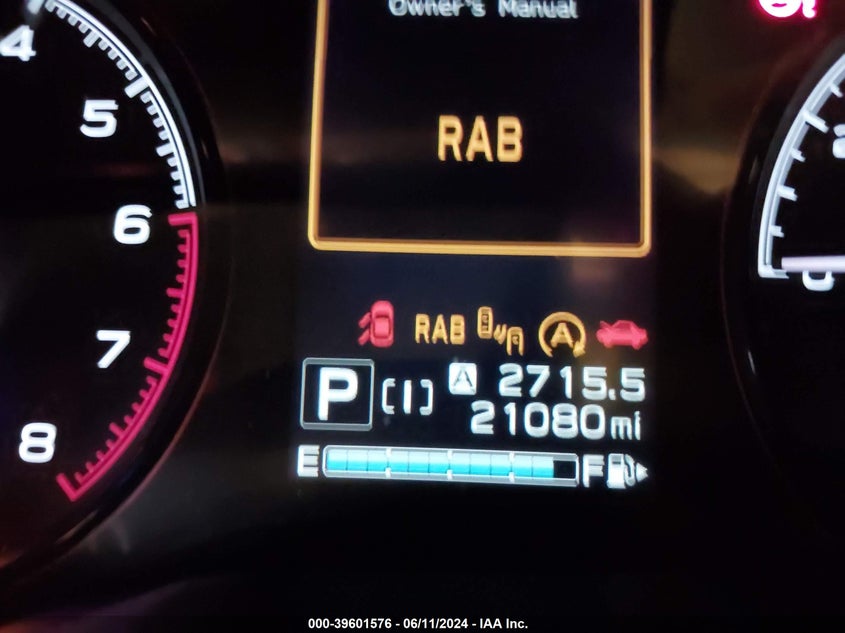 Owner's Manual
4
5
6
7
8
RAB
RAB
A
P [I] A 2715.5
21080mi
E F
0
000-39601576 - 06/11/2024 - IAA Inc.